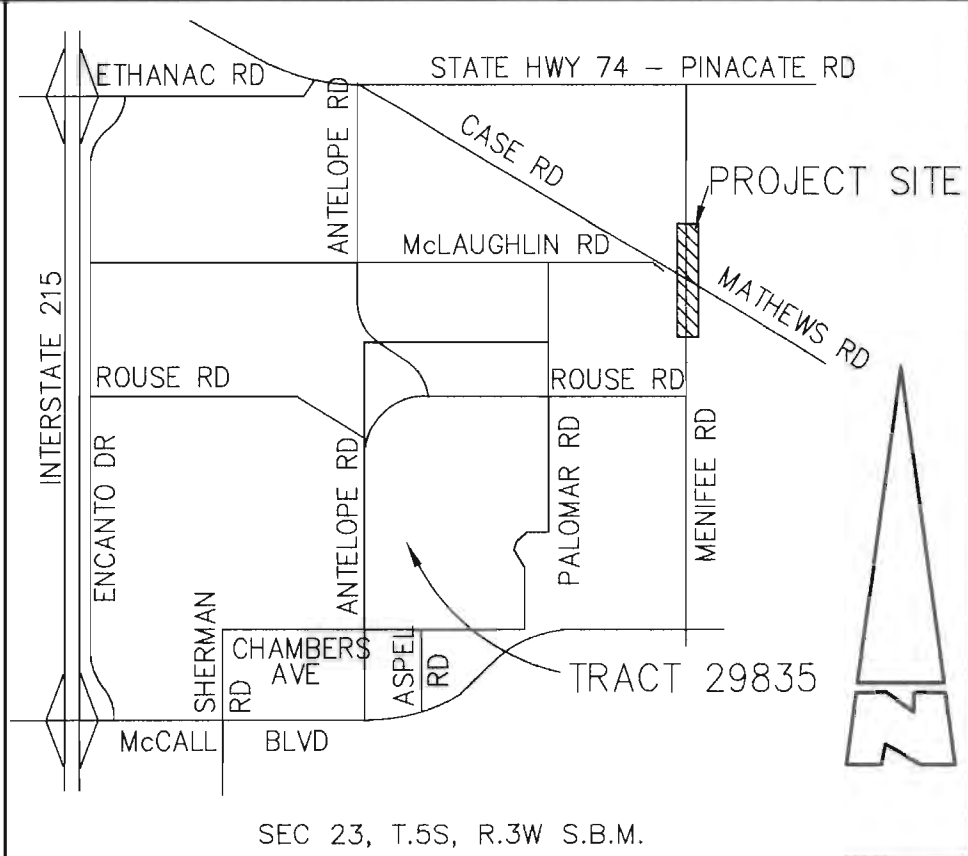 ETHANAC RD
STATE HWY 74 – PINACATE RD
ANTELOPE RD
CASE RD
PROJECT SITE
McLAUGHLIN RD
MATHEWS RD
INTERSTATE 215
ROUSE RD
ROUSE RD
ENCANTO DR
ANTELOPE RD
PALOMAR RD
MENIFEE RD
SHERMAN
RD
CHAMBERS
AVE
ASPEL
RD
TRACT 29835
McCALL BLVD
N
SEC 23, T.5S, R.3W S.B.M.